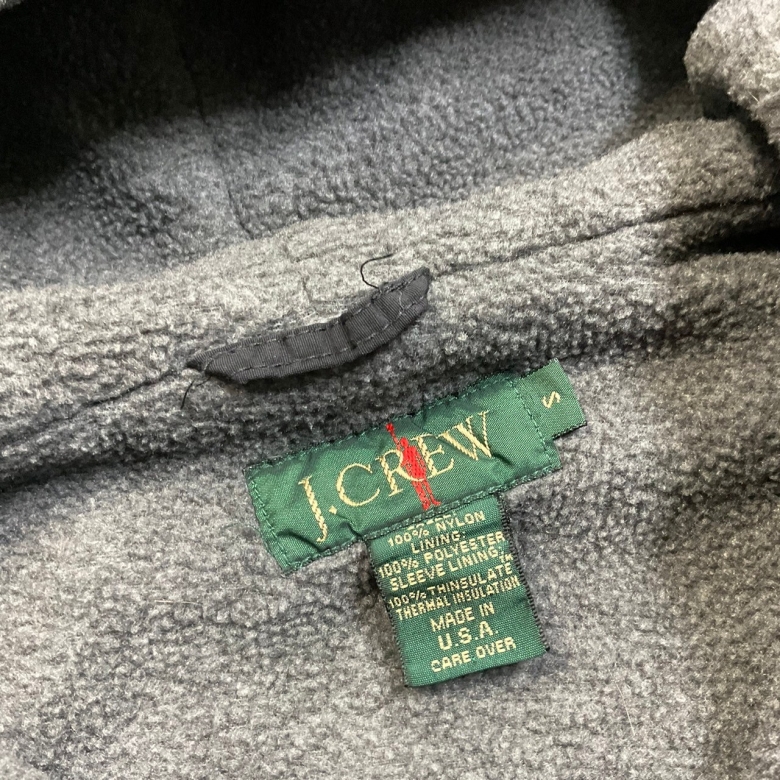 J.CREW
S
100% NYLON
LINING:
100% POLYESTER
SLEEVE LINING:
100% THINSULATE™
THERMAL INSULATION
MADE IN
U.S.A.
CARE OVER